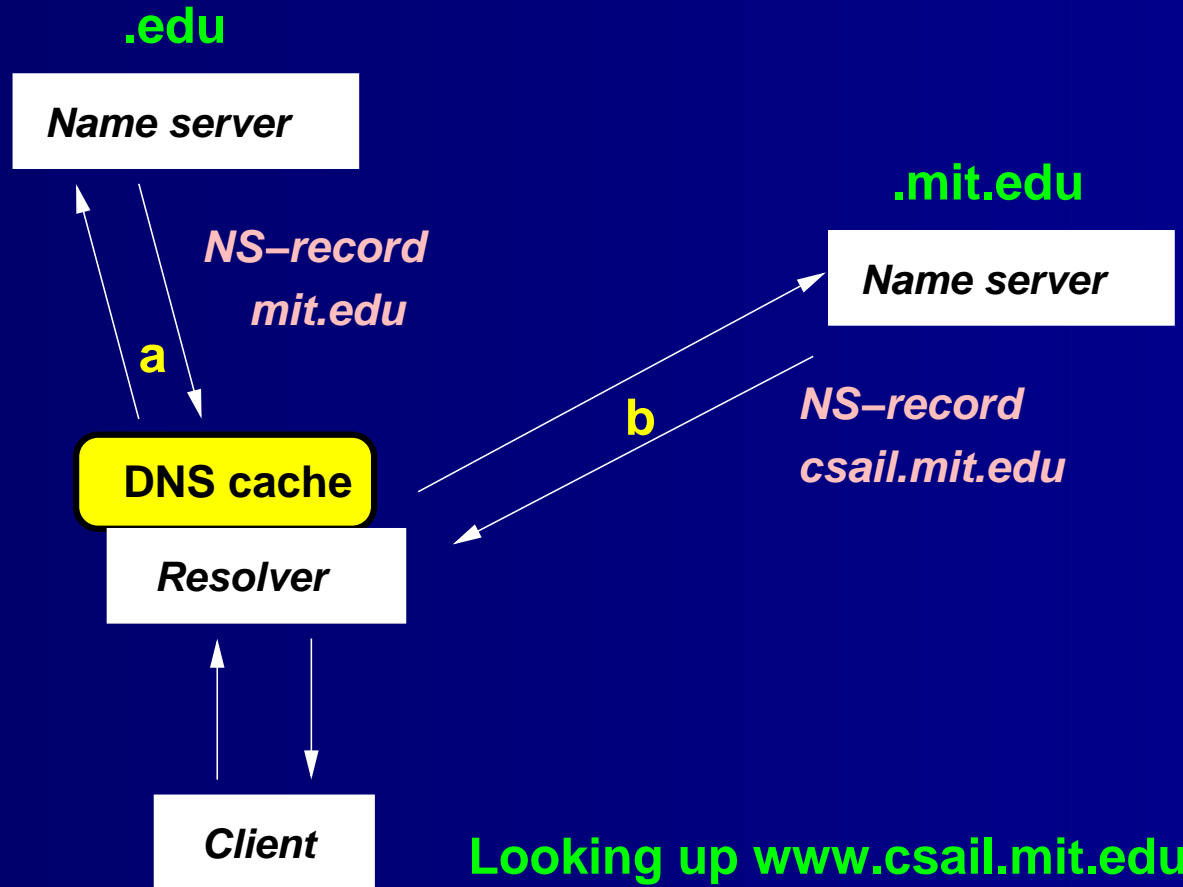 .edu
Name server
NS–record
mit.edu
a
.mit.edu
Name server
b
NS–record
csail.mit.edu
DNS cache
Resolver
Client
Looking up www.csail.mit.edu